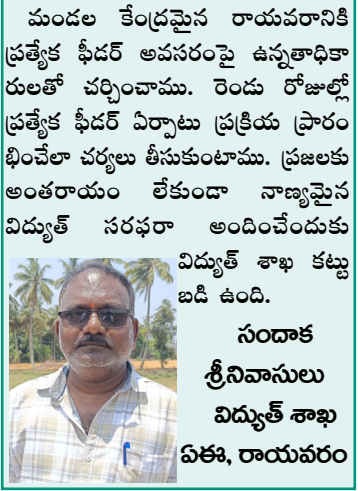 మండల కేంద్రమైన రాయవరానికి
ప్రత్యేక ఫీడర్ అవసరంపై ఉన్నతాధికా
రులతో చర్చించాము. రెండు రోజుల్లో
ప్రత్యేక ఫీడర్ ఏర్పాటు ప్రక్రియ ప్రారం
భించేలా చర్యలు తీసుకుంటాము. ప్రజలకు
అంతరాయం లేకుండా నాణ్యమైన
విద్యుత్ సరఫరా అందించేందుకు
విద్యుత్ శాఖ కట్టు
బడి ఉంది.
సందాక
శ్రీనివాసులు
విద్యుత్ శాఖ
ఏఈ, రాయవరం